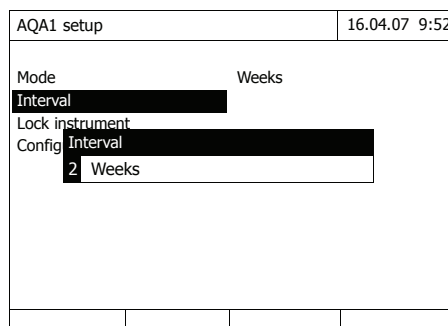 AQA1 setup 16.04.07 9:52
Mode Weeks
Interval
Lock instrument
Config
Interval
2 Weeks